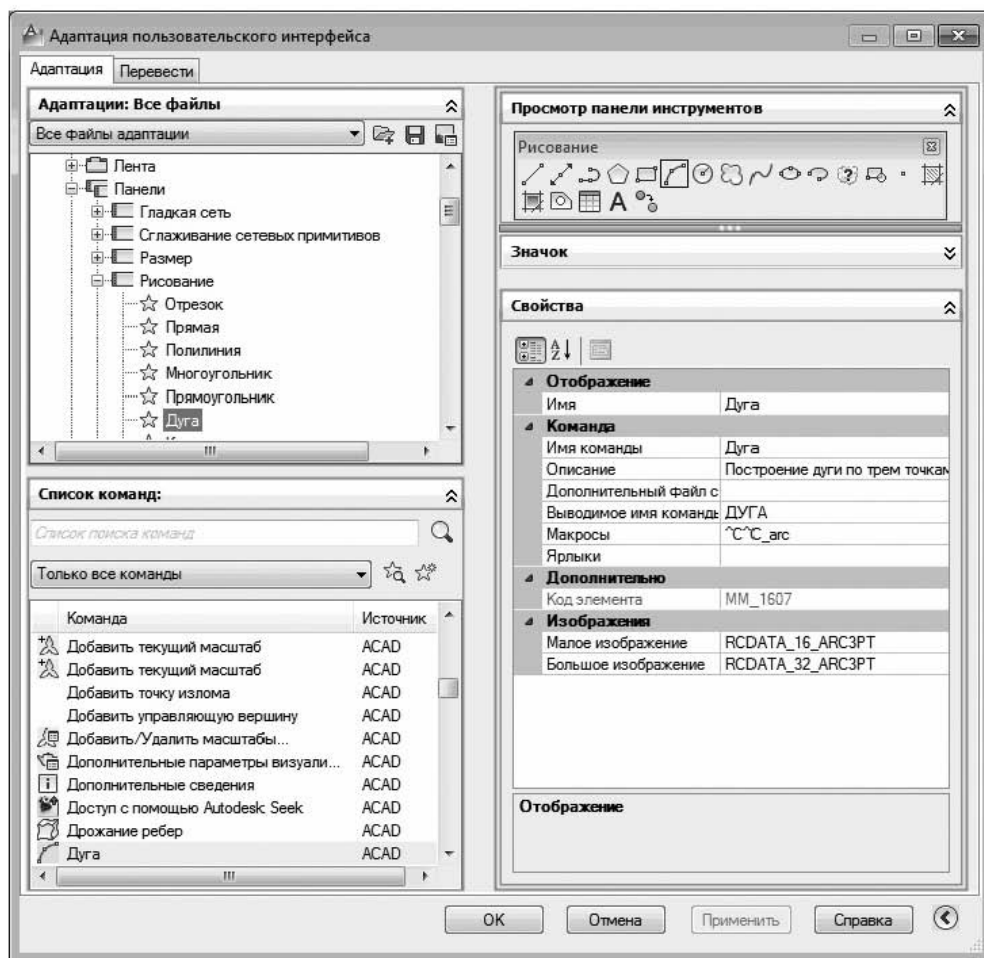 Адаптация пользовательского интерфейса
Адаптация
Перевести
Адаптации: Все файлы
Все файлы адаптации
Лента
Панели
Гладкая сеть
Сглаживание сетевых примитивов
Размер
Рисование
Отрезок
Прямая
Полилиния
Многоугольник
Прямоугольник
Дуга
Список команд:
Список поиска команд
Только все команды
Команда Источник
Добавить текущий масштаб ACAD
Добавить текущий масштаб ACAD
Добавить точку излома ACAD
Добавить управляющую вершину ACAD
Добавить/Удалить масштабы... ACAD
Дополнительные параметры визуали... ACAD
Дополнительные сведения ACAD
Доступ с помощью Autodesk Seek ACAD
Дрожание ребер ACAD
Дуга ACAD
Просмотр панели инструментов
Рисование
Значок
Свойства
Отображение
Имя Дуга
Команда
Имя команды Дуга
Описание Построение дуги по трем точкам
Дополнительный файл с
Выводимое имя команды ДУГА
Макросы ^C^C_arc
Ярлыки
Дополнительно
Код элемента MM_1607
Изображения
Малое изображение RCDATA_16_ARC3PT
Большое изображение RCDATA_32_ARC3PT
Отображение
OK Отмена Применить Справка